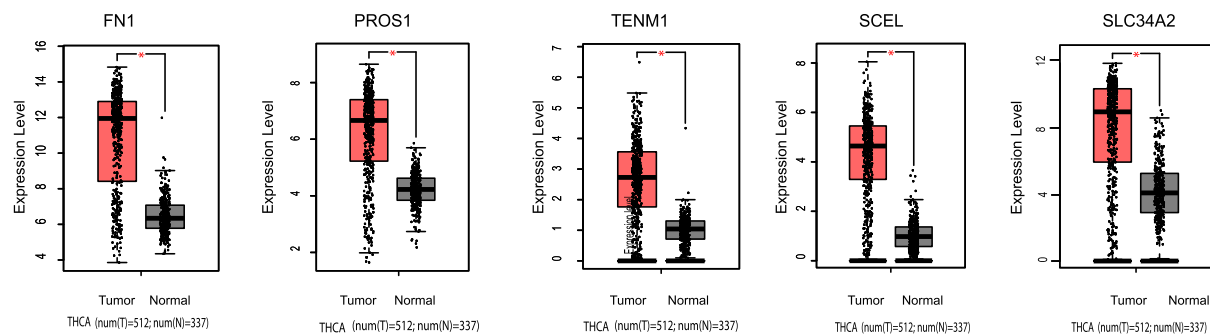 FN1
PROS1
TENM1
SCEL
SLC34A2
Expression Level
16
14
12
10
8
6
4
*
Tumor Normal
THCA (num(T)=512; num(N)=337)
Expression Level
8
6
4
2
*
Tumor Normal
THCA (num(T)=512; num(N)=337)
Expression Level
7
6
5
4
3
2
1
0
Expression level
*
Tumor Normal
THCA (num(T)=512; num(N)=337)
Expression Level
8
6
4
2
0
*
Tumor Normal
THCA (num(T)=512; num(N)=337)
Expression Level
12
8
4
0
*
Tumor Normal
THCA (num(T)=512; num(N)=337)